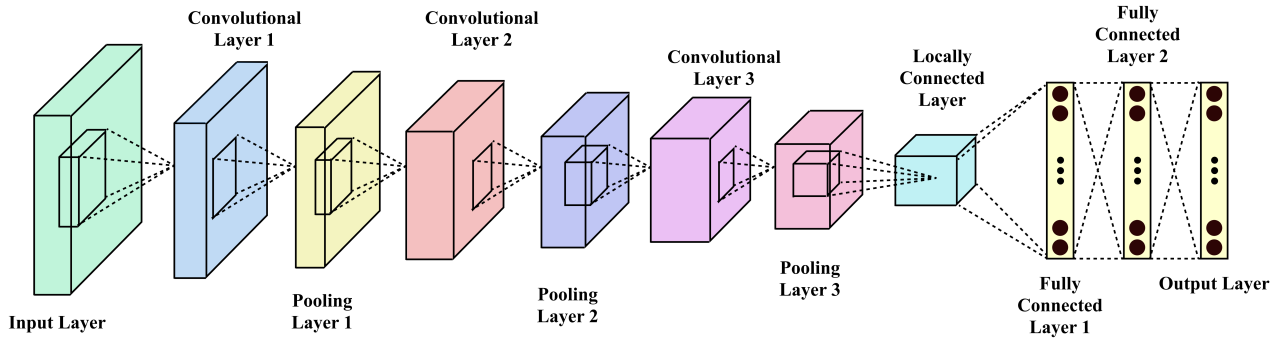 Input Layer
Convolutional
Layer 1
Pooling
Layer 1
Convolutional
Layer 2
Pooling
Layer 2
Convolutional
Layer 3
Pooling
Layer 3
Locally
Connected
Layer
Fully
Connected
Layer 1
Fully
Connected
Layer 2
Output Layer